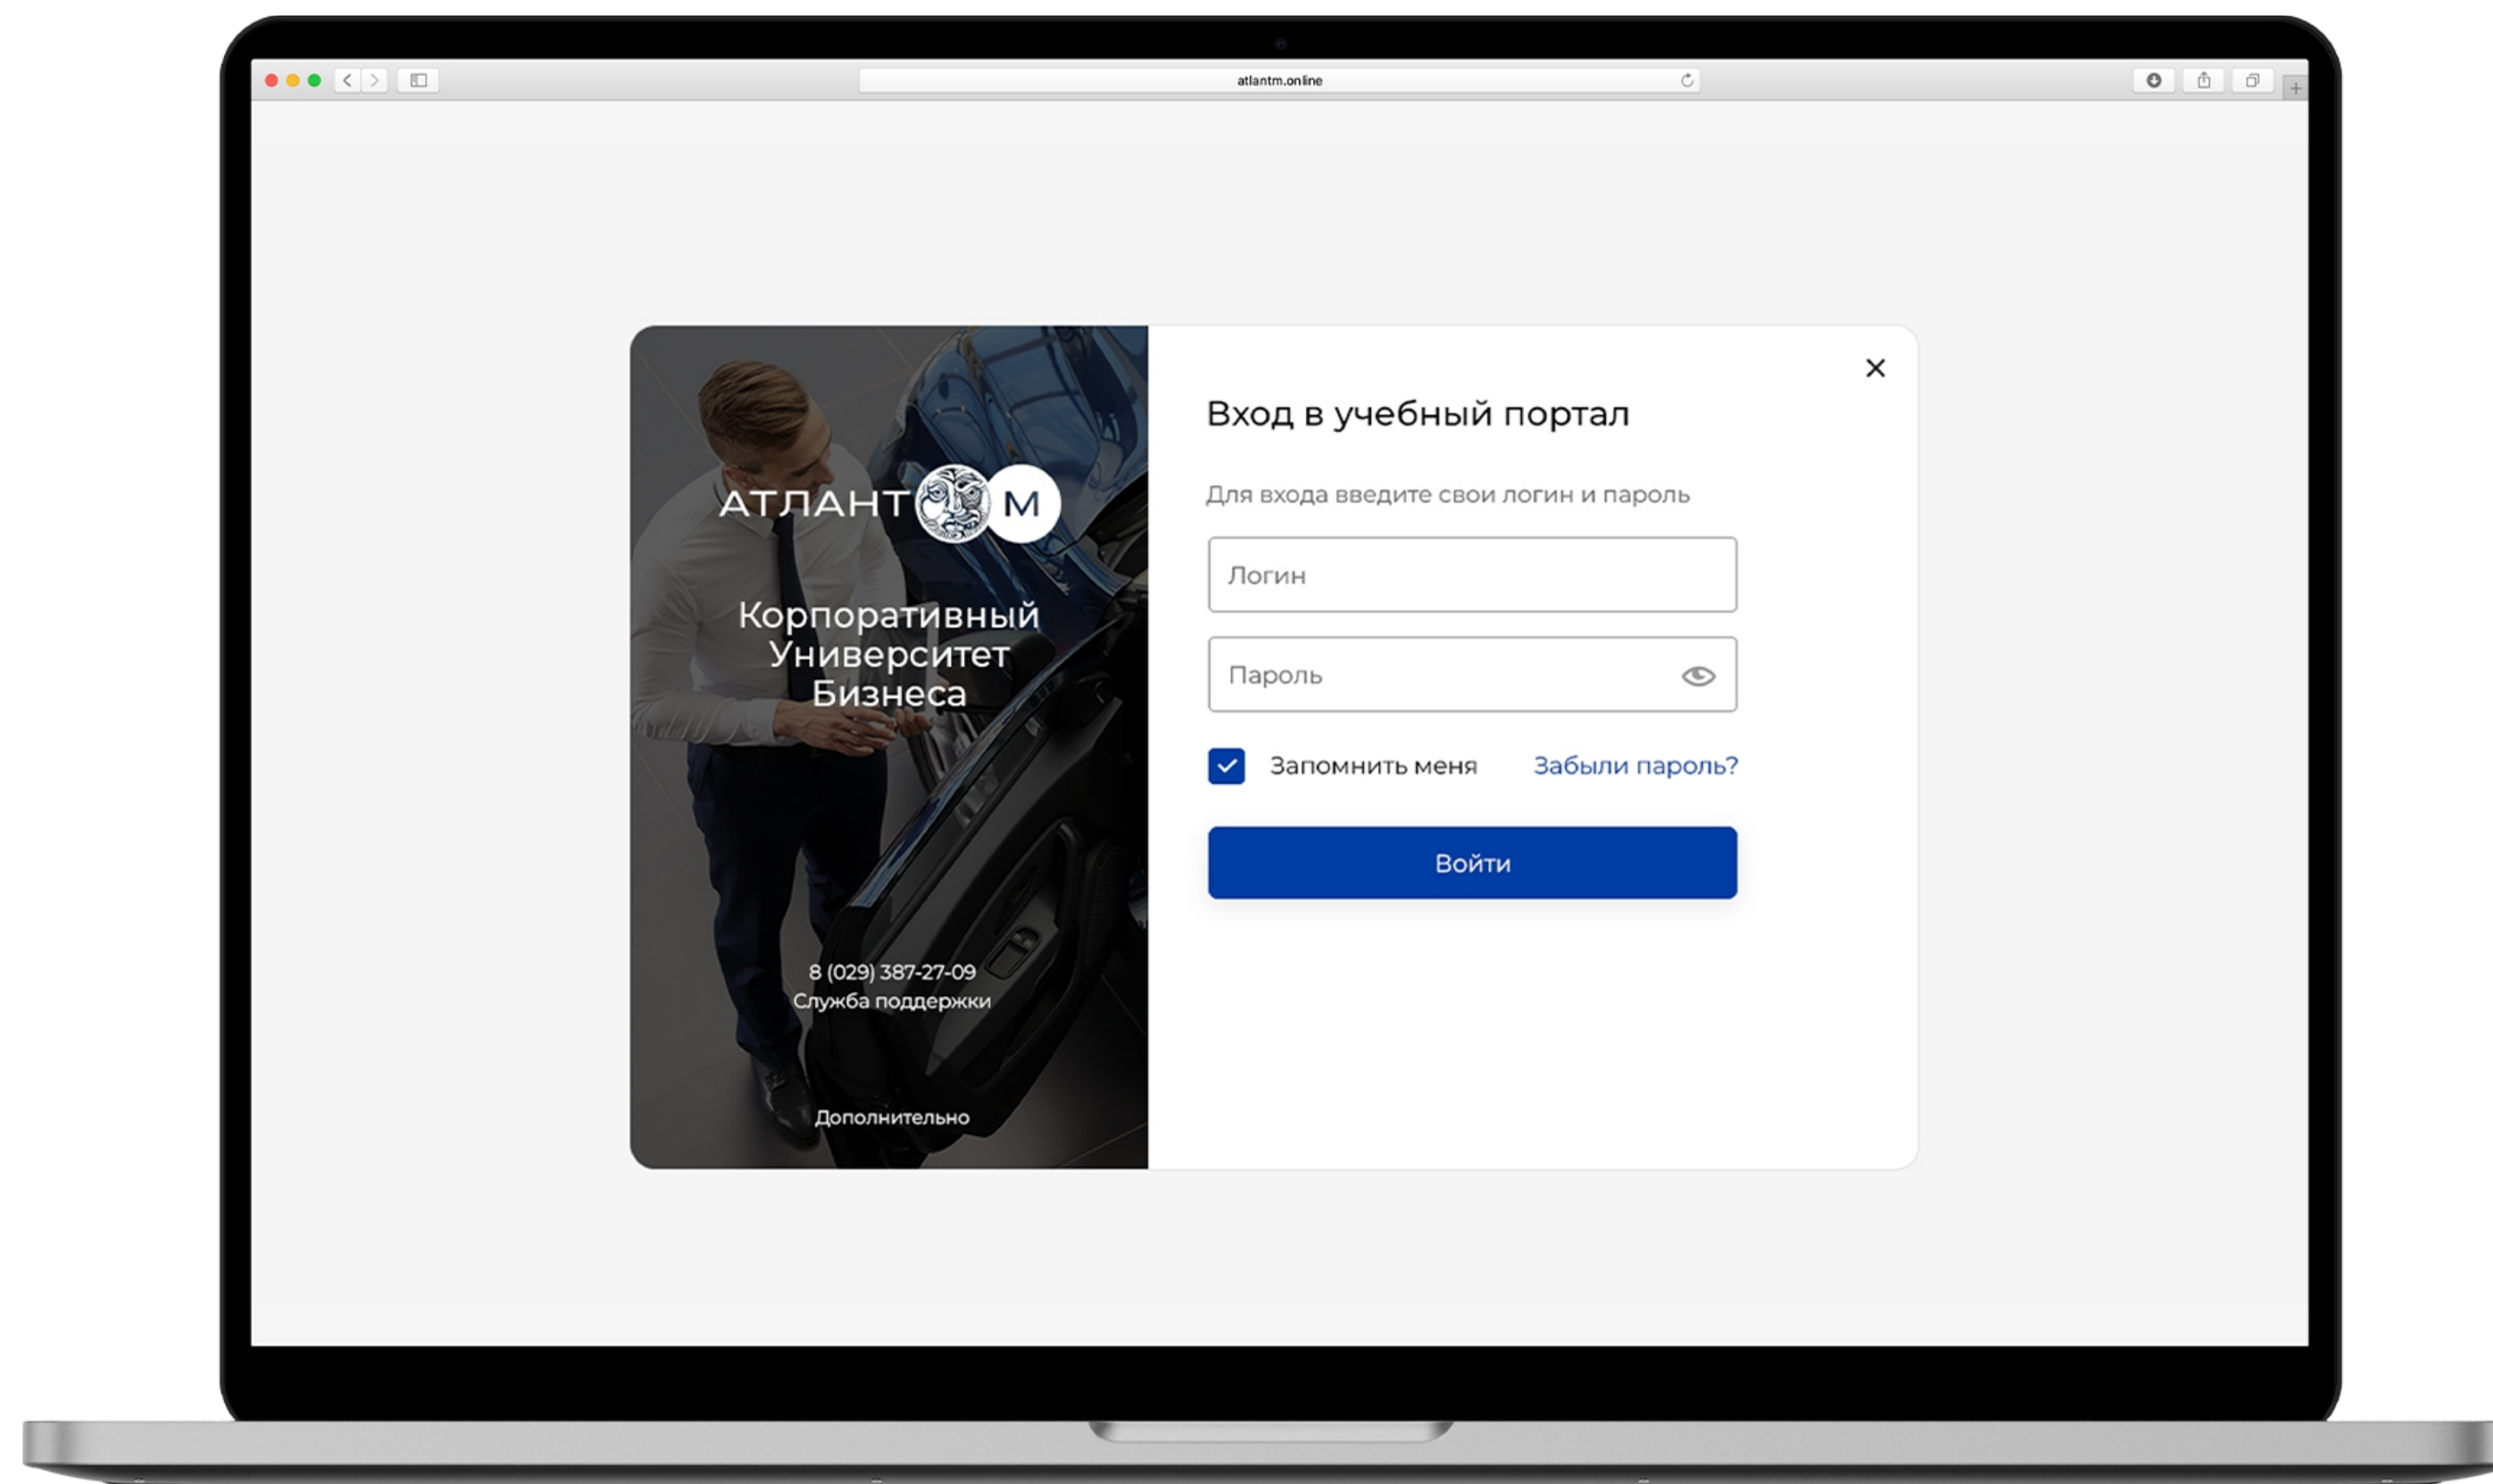 atlantm.online
АТЛАНТ М
Корпоративный
Университет
Бизнеса
8 (029) 387-27-09
Служба поддержки
Дополнительно
Вход в учебный портал
Для входа введите свои логин и пароль
Логин
Пароль
Запомнить меня Забыли пароль?
Войти